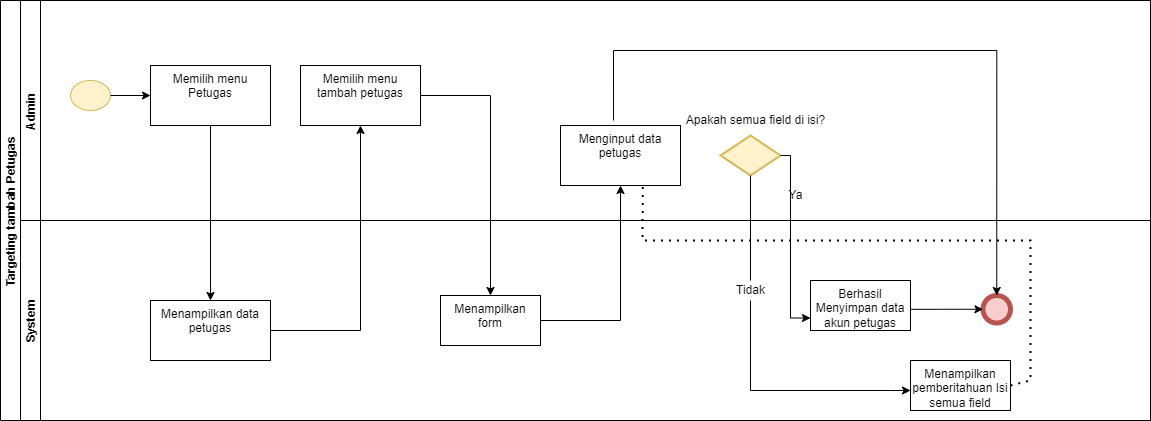 Targeting tambah Petugas
Admin
System
Memilih menu
Petugas
Memilih menu
tambah petugas
Menginput data
petugas
Apakah semua field di isi?
Ya
Tidak
Menampilkan data
petugas
Menampilkan
form
Berhasil
Menyimpan data
akun petugas
Menampilkan
pemberitahuan Isi
semua field